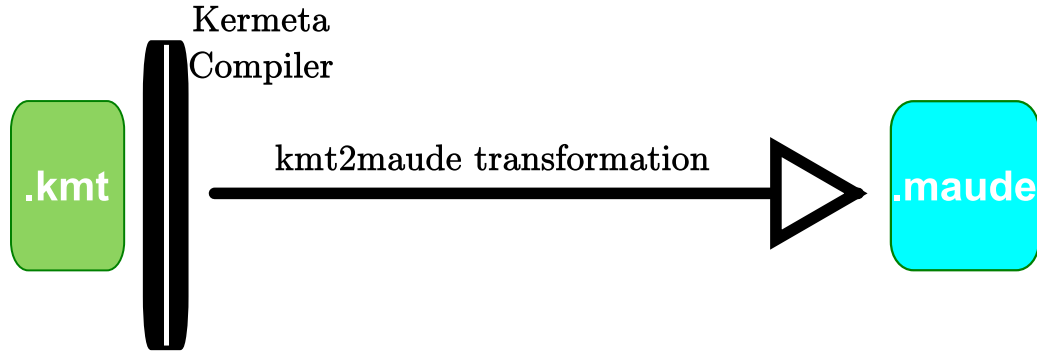 Kermeta
Compiler
kmt2maude transformation
.kmt
.maude